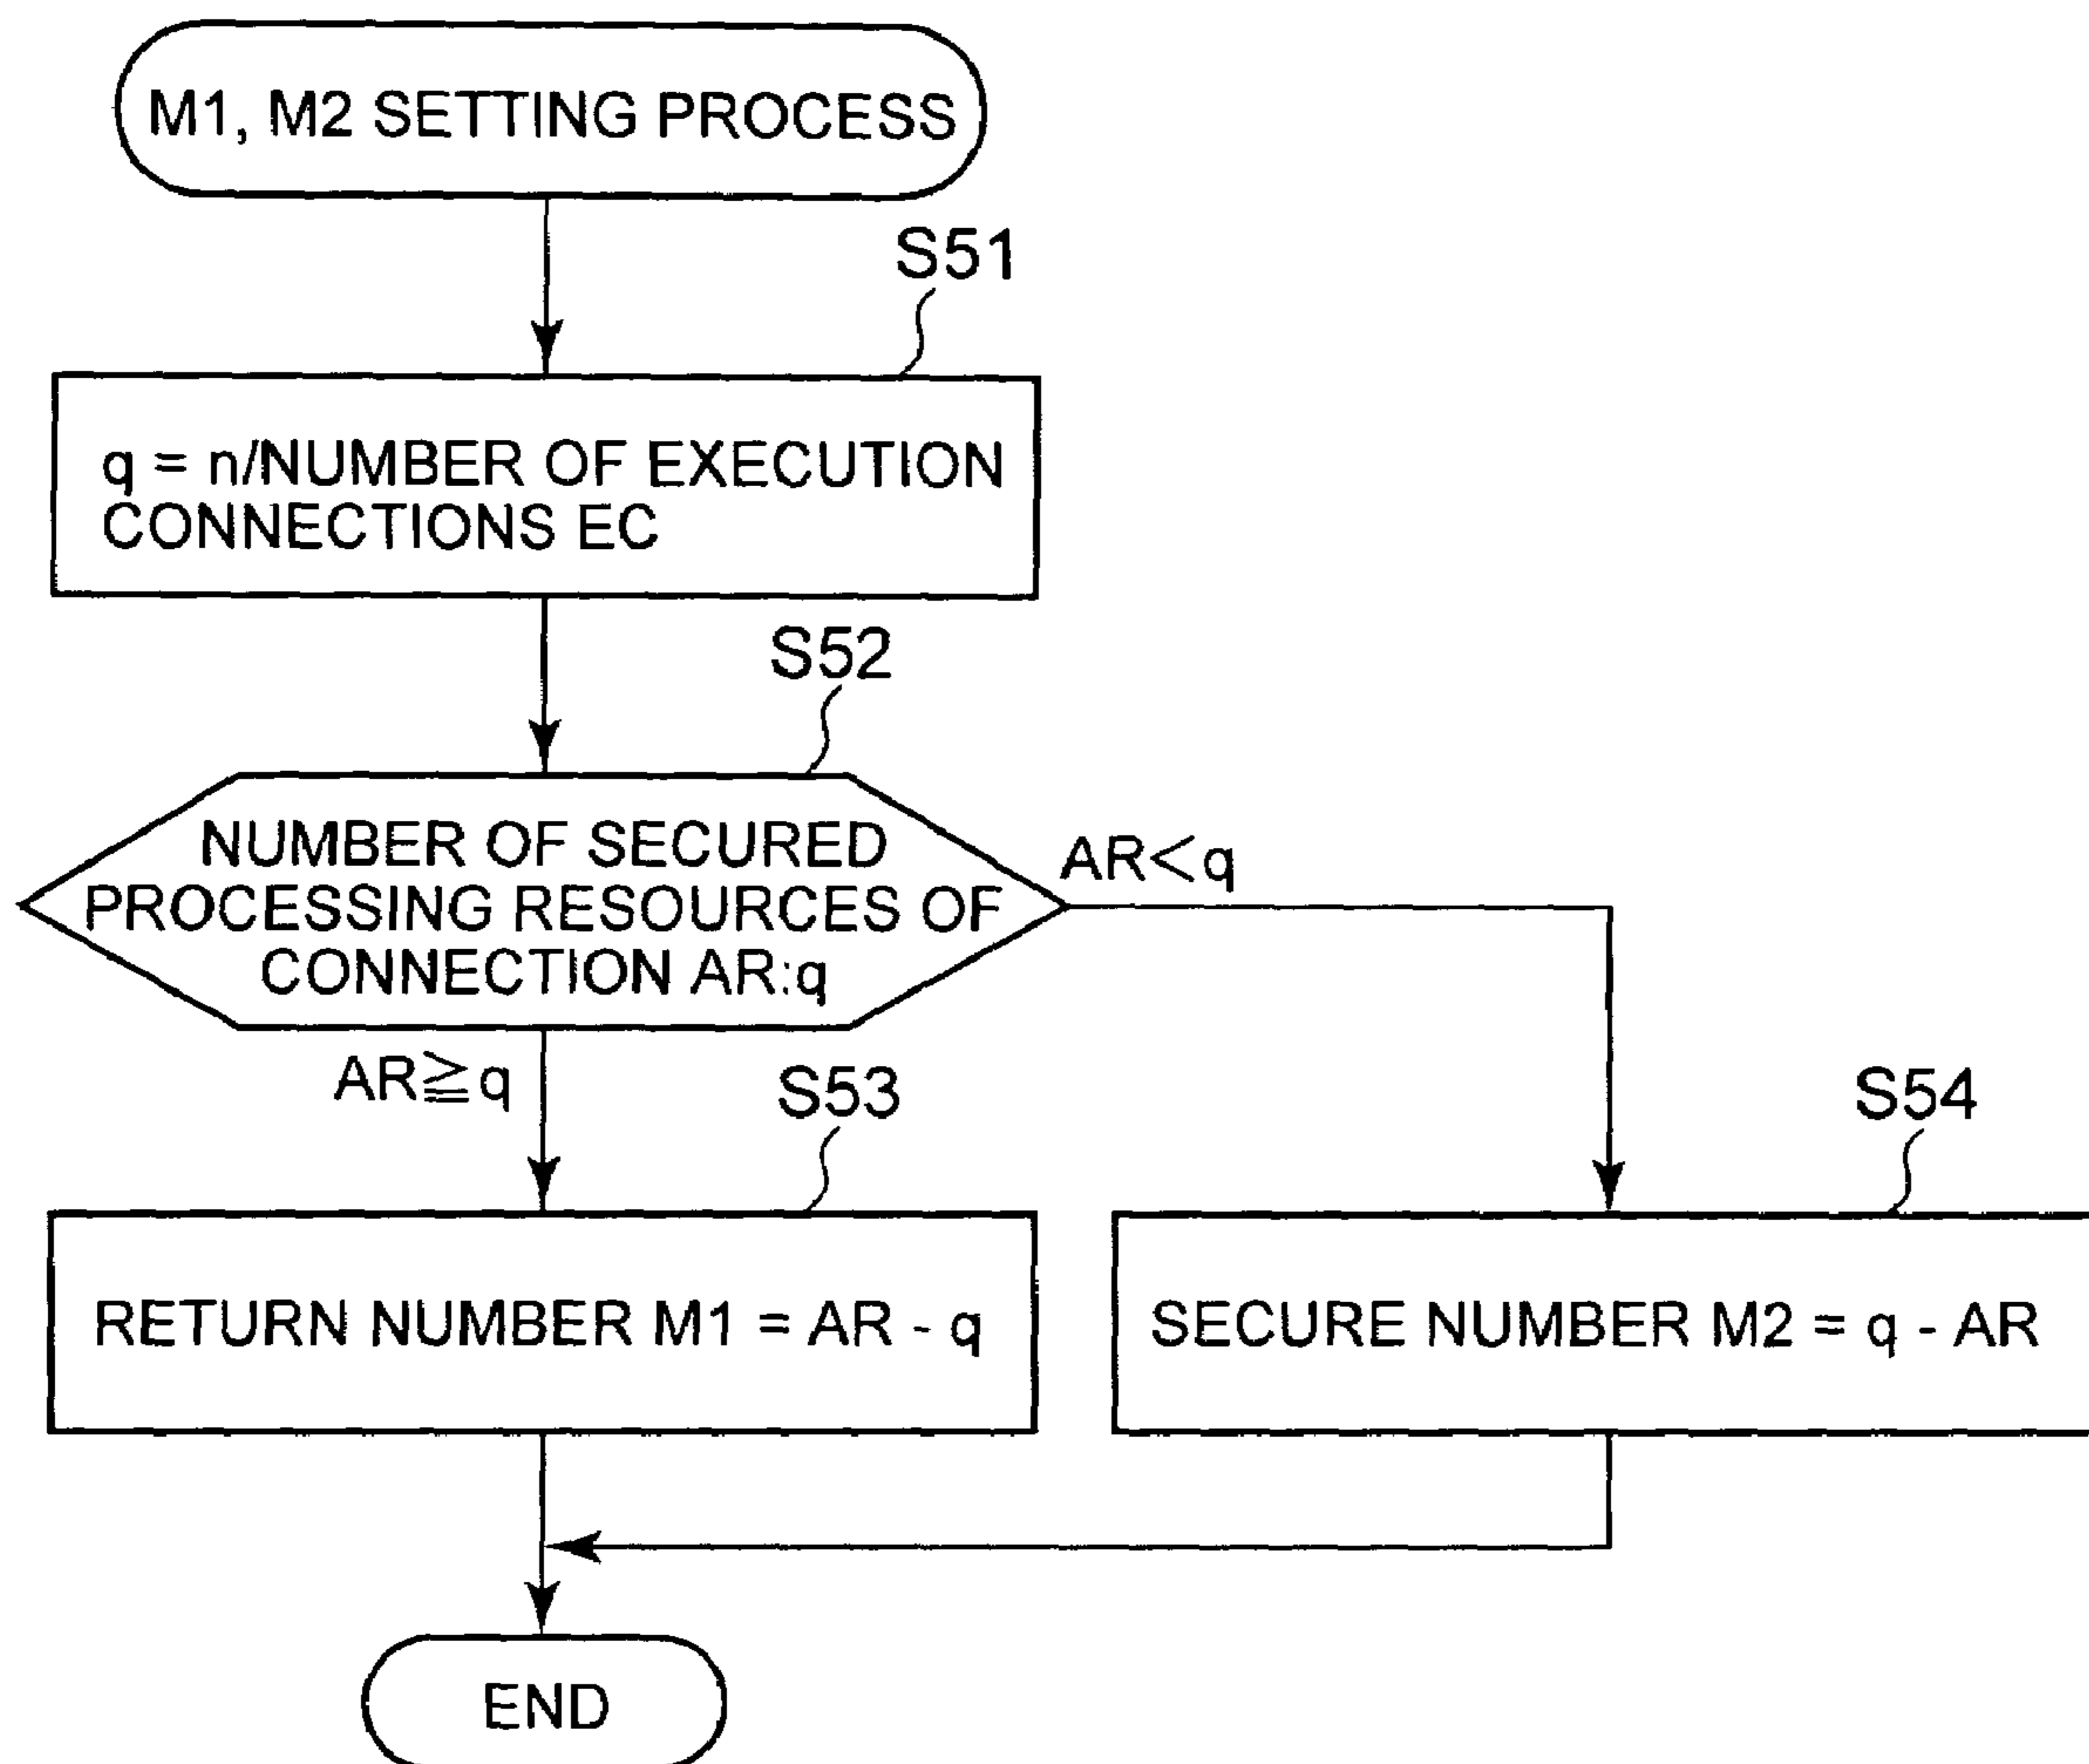 M1, M2 SETTING PROCESS
S51
q = n/NUMBER OF EXECUTION
CONNECTIONS EC
S52
NUMBER OF SECURED
PROCESSING RESOURCES OF
CONNECTION AR:q
AR<q
AR≧q
S53
S54
RETURN NUMBER M1 = AR - q
SECURE NUMBER M2 = q - AR
END